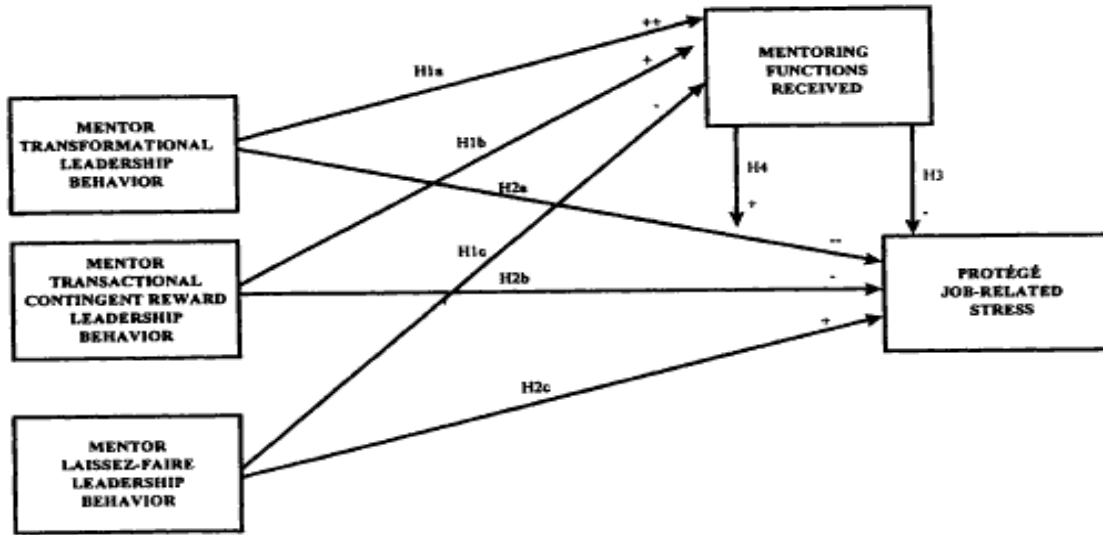 ++
MENTORING
FUNCTIONS
RECEIVED
H1a
+
-
MENTOR
TRANSFORMATIONAL
LEADERSHIP
BEHAVIOR
H1b
H4
H3
H2a
+
-
--
MENTOR
TRANSACTIONAL
CONTINGENT REWARD
LEADERSHIP
BEHAVIOR
H1c
H2b
-
PROTÉGÉ
JOB-RELATED
STRESS
+
H2c
MENTOR
LAISSEZ-FAIRE
LEADERSHIP
BEHAVIOR